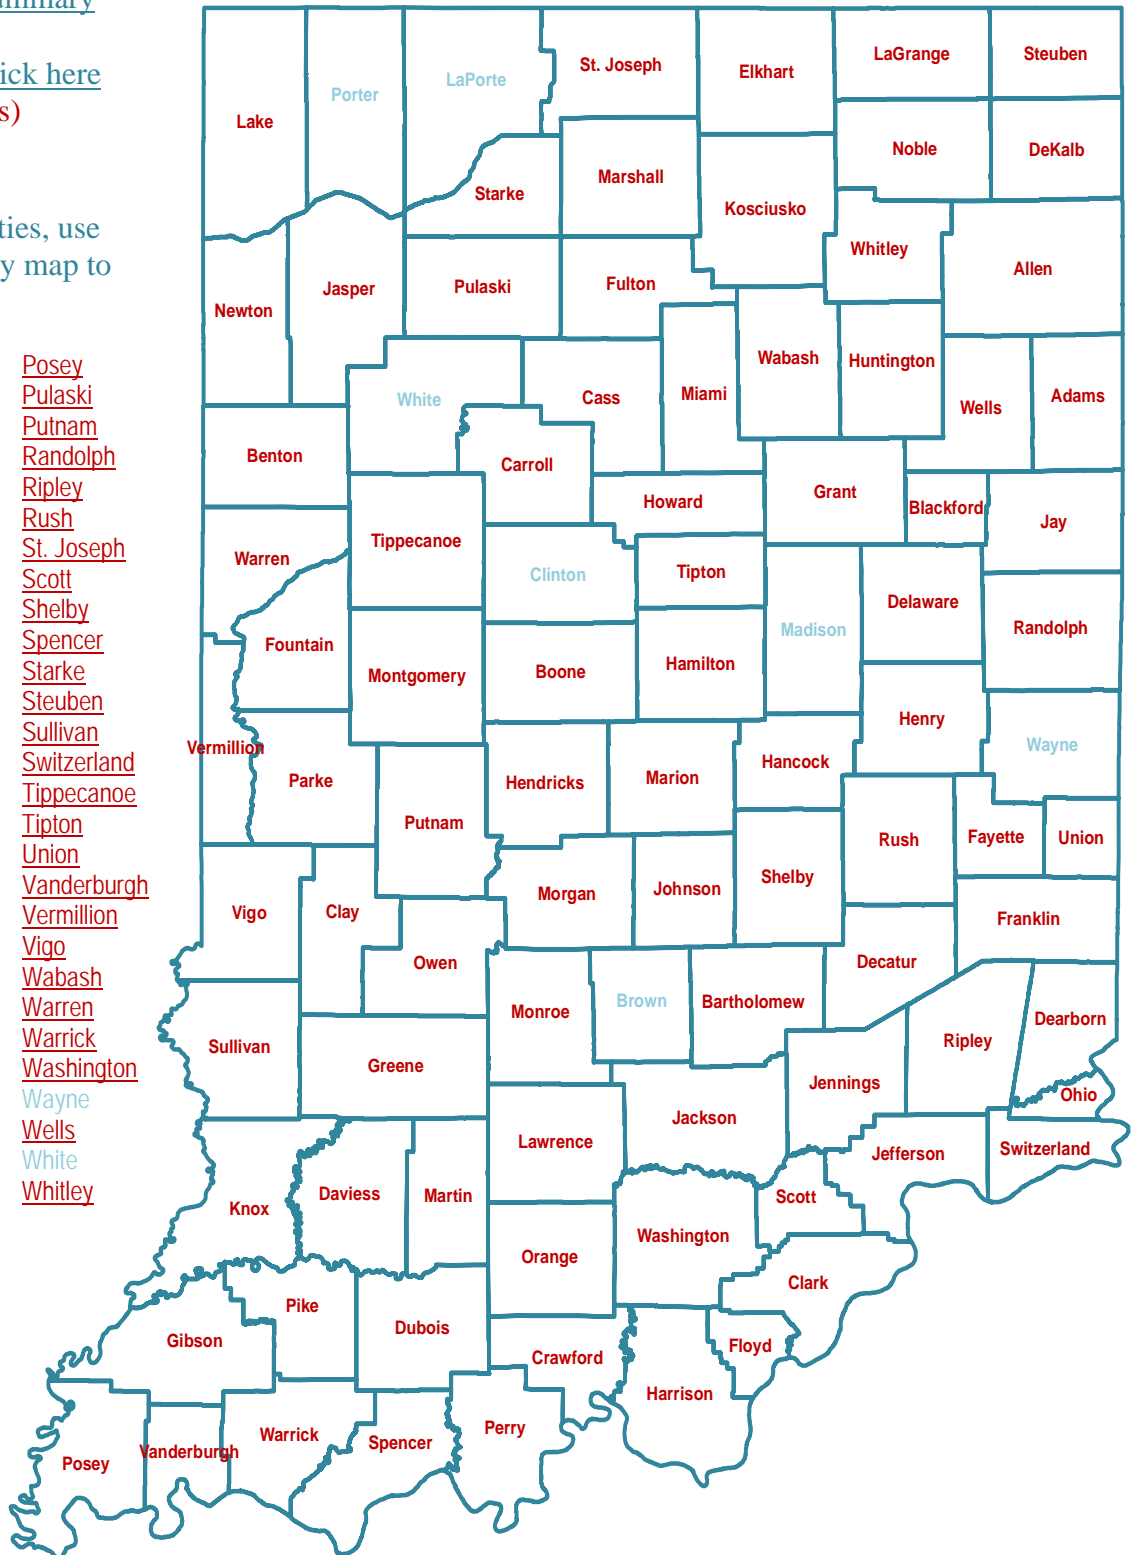 ummary
ick here
s)
ties, use
y map to
Posey
Pulaski
Putnam
Randolph
Ripley
Rush
St. Joseph
Scott
Shelby
Spencer
Starke
Steuben
Sullivan
Switzerland
Tippecanoe
Tipton
Union
Vanderburgh
Vermillion
Vigo
Wabash
Warren
Warrick
Washington
Wayne
Wells
White
Whitley
LaGrange
Steuben
St. Joseph
Elkhart
LaPorte
Porter
Lake
Noble
DeKalb
Marshall
Starke
Kosciusko
Whitley
Allen
Jasper
Pulaski
Fulton
Newton
Wabash
Huntington
Miami
Cass
White
Adams
Wells
Benton
Carroll
Grant
Howard
Blackford
Jay
Tippecanoe
Warren
Clinton
Tipton
Delaware
Madison
Randolph
Fountain
Boone
Hamilton
Montgomery
Henry
Wayne
Vermillion
Parke
Hendricks
Marion
Hancock
Putnam
Rush
Fayette
Union
Shelby
Johnson
Morgan
Vigo
Clay
Franklin
Owen
Decatur
Monroe
Brown
Bartholomew
Dearborn
Ripley
Sullivan
Greene
Jennings
Ohio
Jackson
Lawrence
Jefferson
Switzerland
Daviess
Martin
Scott
Knox
Washington
Orange
Clark
Pike
Dubois
Gibson
Floyd
Crawford
Harrison
Perry
Warrick
Spencer
Vanderburgh
Posey